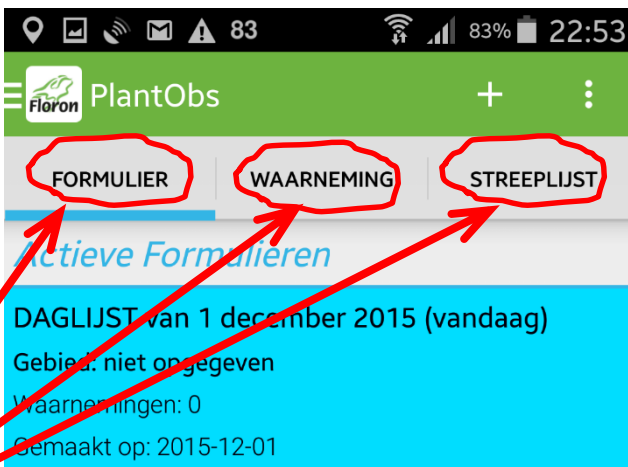 83 83% 22:53
Floron PlantObs
FORMULIER WAARNEMING STREEPLIJST
Actieve Formulieren
DAGLIJST van 1 december 2015 (vandaag)
Gebied: niet opgegeven
Waarnemingen: 0
Gemaakt op: 2015-12-01